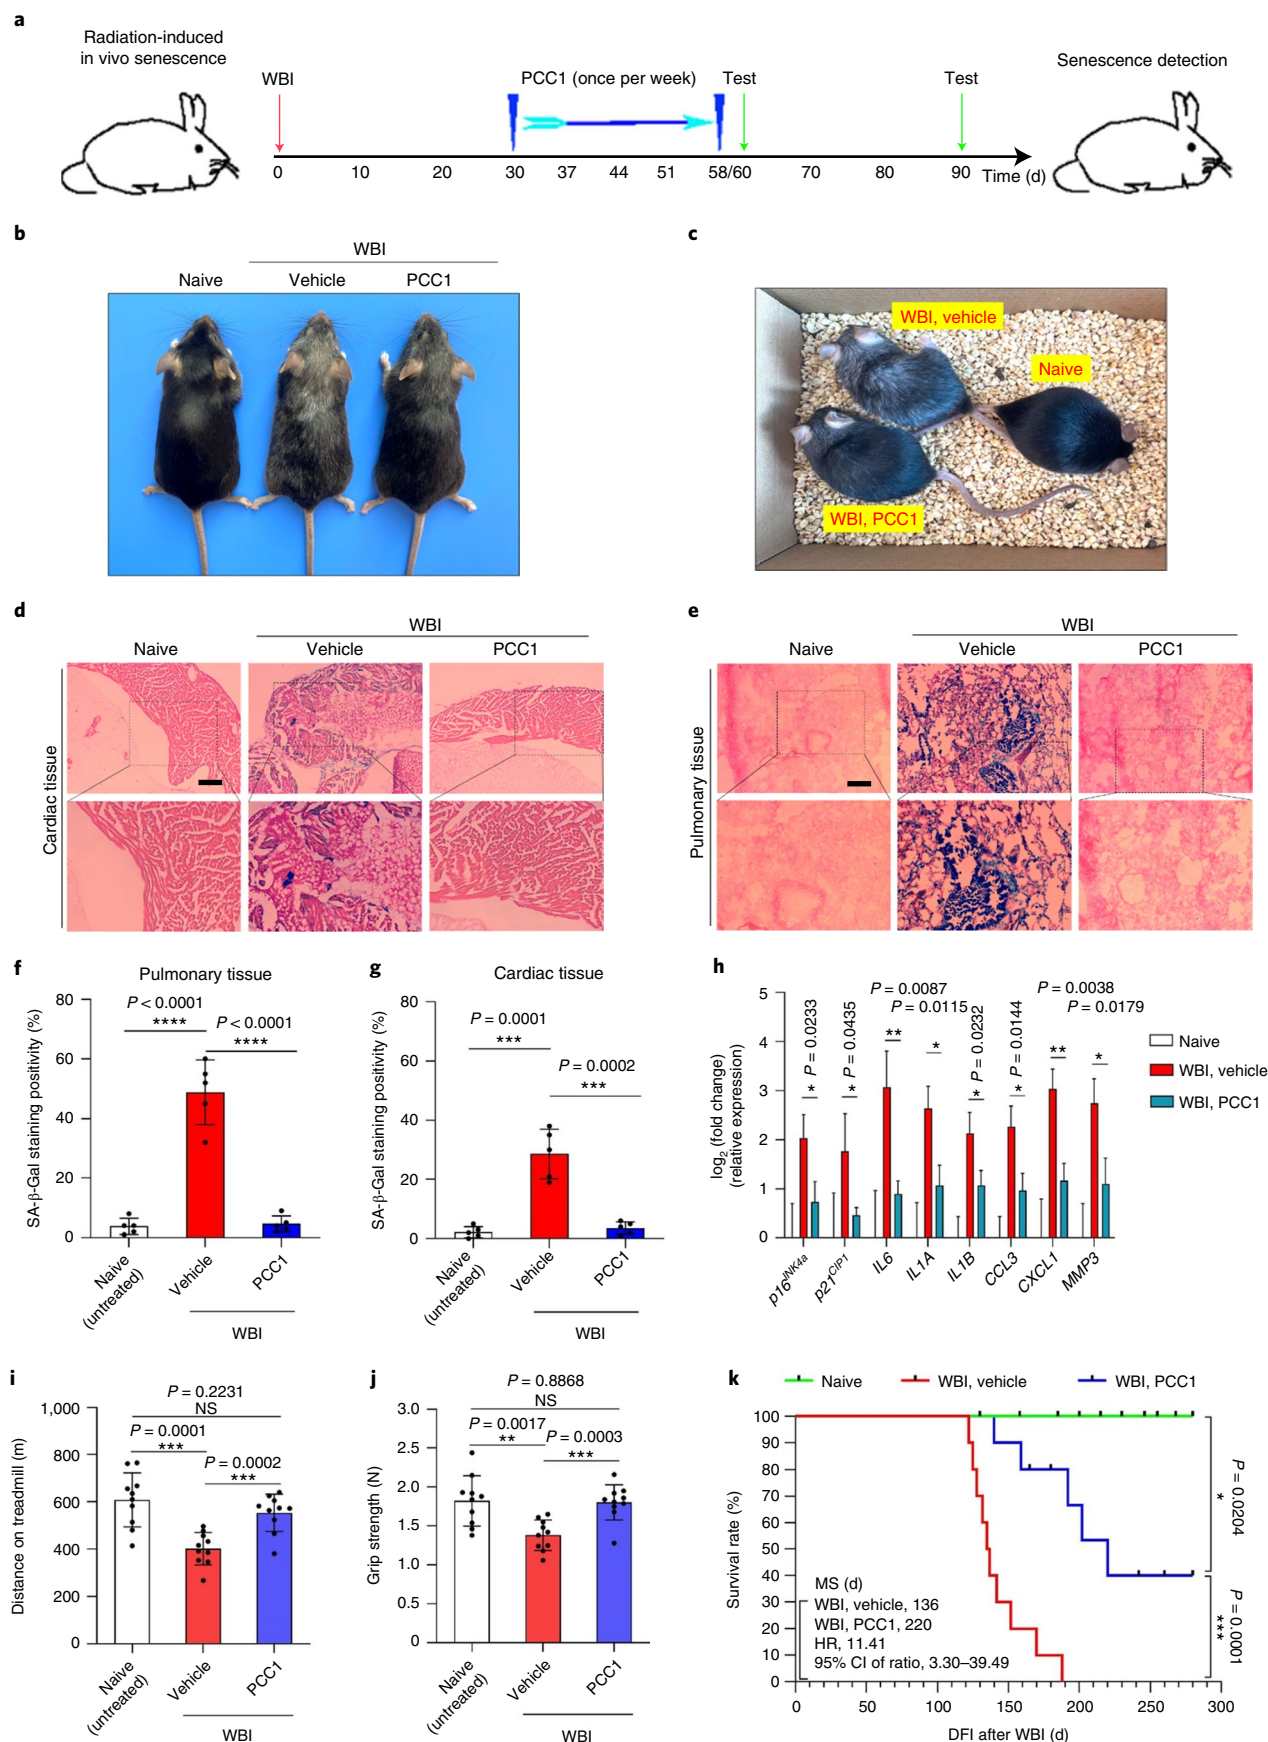 a
Radiation-induced
in vivo senescence
WBI
PCC1 (once per week)
Test
Test
Senescence detection
0 10 20 30 37 44 51 58/60 70 80 90 Time (d)
b
WBI
Naive Vehicle PCC1
c
WBI, vehicle
Naive
WBI, PCC1
d
WBI
Naive Vehicle PCC1
Cardiac tissue
e
WBI
Naive Vehicle PCC1
Pulmonary tissue
f
Pulmonary tissue
P < 0.0001
****
P < 0.0001
****
SA-β-Gal staining positivity (%)
80
60
40
20
0
Naive
(untreated)
Vehicle
PCC1
WBI
g
Cardiac tissue
P = 0.0001
***
P = 0.0002
***
SA-β-Gal staining positivity (%)
80
60
40
20
0
Naive
(untreated)
Vehicle
PCC1
WBI
h
P = 0.0233
*
P = 0.0435
*
P = 0.0087
**
P = 0.0115
*
P = 0.0232
*
P = 0.0144
*
P = 0.0038
**
P = 0.0179
*
log2 (fold change)
(relative expression)
5
4
3
2
1
0
p16INK4a
p21CIP1
IL6
IL1A
IL1B
CCL3
CXCL1
MMP3
Naive
WBI, vehicle
WBI, PCC1
i
P = 0.2231
NS
P = 0.0001
***
P = 0.0002
***
Distance on treadmill (m)
1,000
800
600
400
200
0
Naive
(untreated)
Vehicle
PCC1
WBI
j
P = 0.8868
NS
P = 0.0017
**
P = 0.0003
***
Grip strength (N)
3.0
2.5
2.0
1.5
1.0
0.5
0
Naive
(untreated)
Vehicle
PCC1
WBI
k
Naive
WBI, vehicle
WBI, PCC1
Survival rate (%)
100
90
80
70
60
50
40
30
20
10
0
MS (d)
WBI, vehicle, 136
WBI, PCC1, 220
HR, 11.41
95% CI of ratio, 3.30–39.49
P = 0.0204
*
P = 0.0001
***
0 50 100 150 200 250 300
DFI after WBI (d)